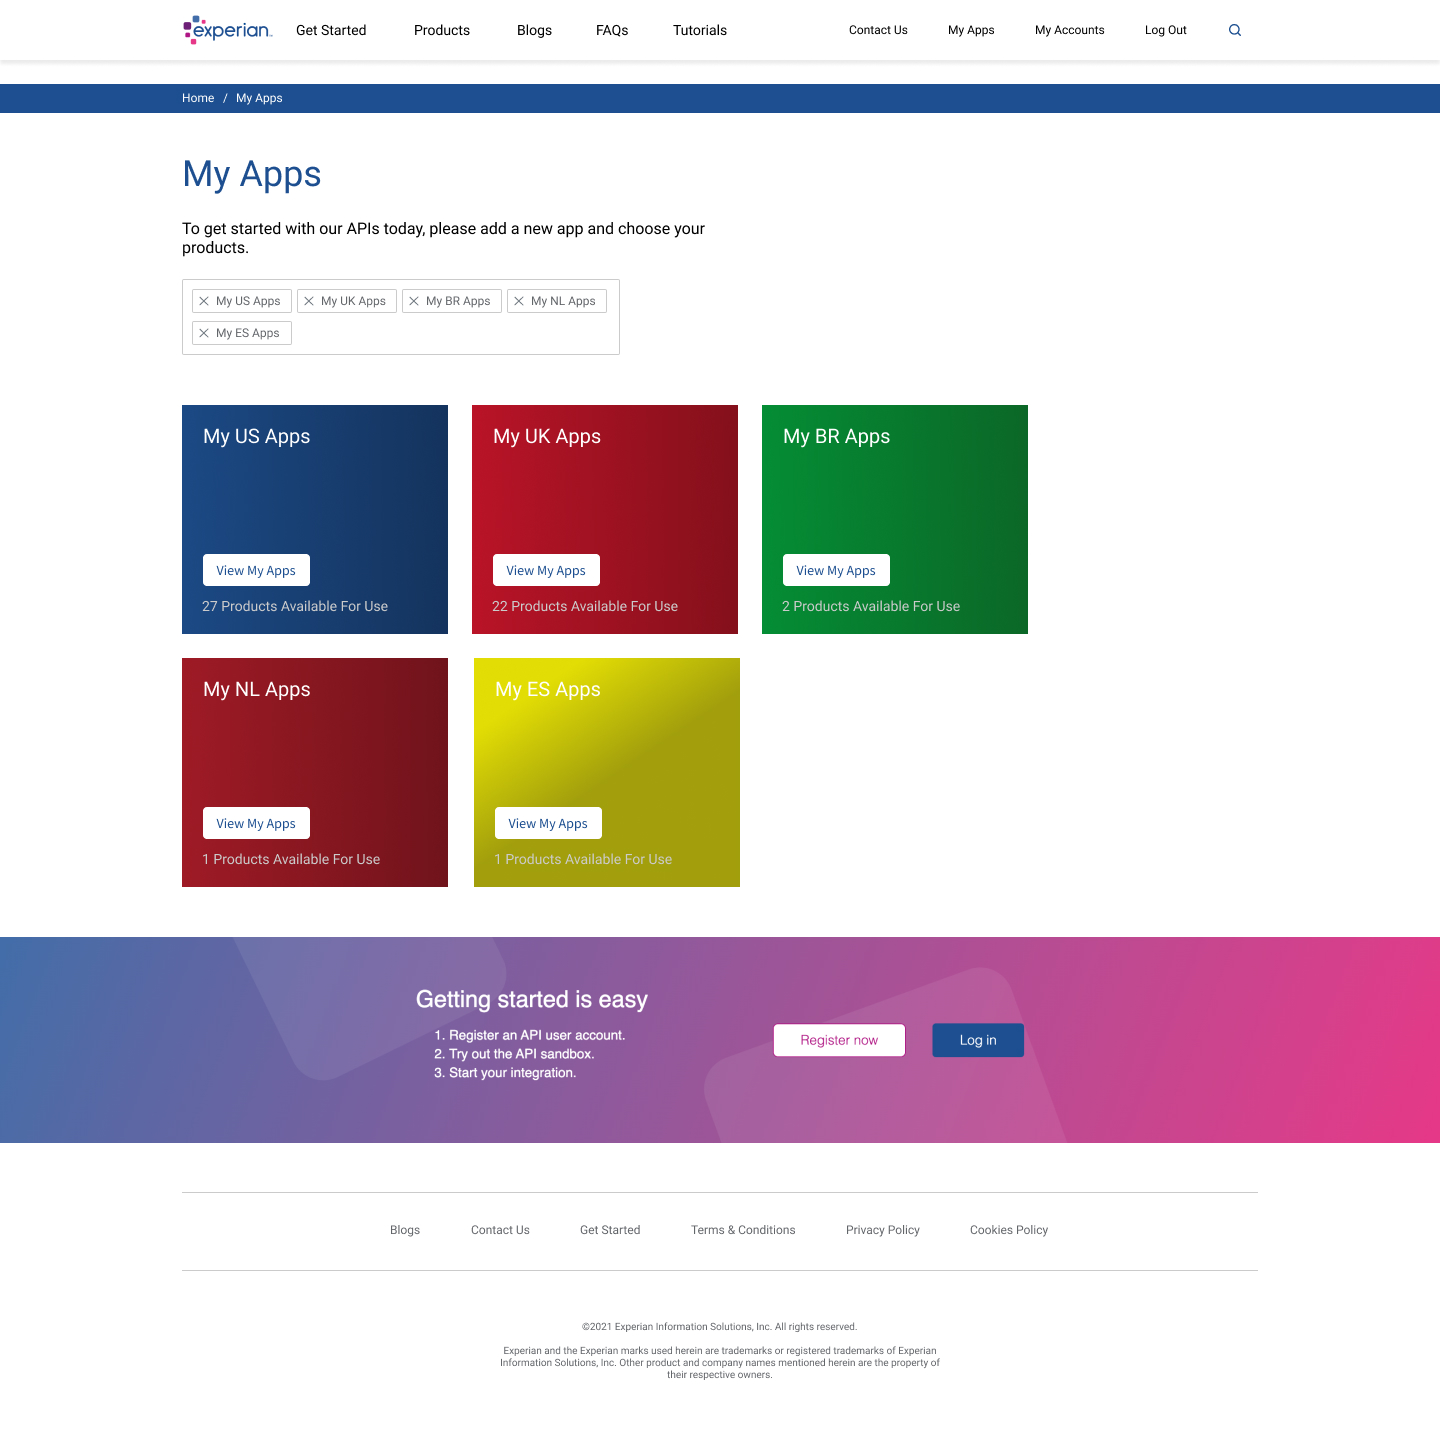 experian™
Get Started
Products
Blogs
FAQs
Tutorials
Contact Us
My Apps
My Accounts
Log Out
Home / My Apps
My Apps
To get started with our APIs today, please add a new app and choose your
products.
My US Apps
My UK Apps
My BR Apps
My NL Apps
My ES Apps
My US Apps
View My Apps
27 Products Available For Use
My UK Apps
View My Apps
22 Products Available For Use
My BR Apps
View My Apps
2 Products Available For Use
My NL Apps
View My Apps
1 Products Available For Use
My ES Apps
View My Apps
1 Products Available For Use
Getting started is easy
1. Register an API user account.
2. Try out the API sandbox.
3. Start your integration.
Register now
Log in
Blogs
Contact Us
Get Started
Terms & Conditions
Privacy Policy
Cookies Policy
©2021 Experian Information Solutions, Inc. All rights reserved.
Experian and the Experian marks used herein are trademarks or registered trademarks of Experian
Information Solutions, Inc. Other product and company names mentioned herein are the property of
their respective owners.